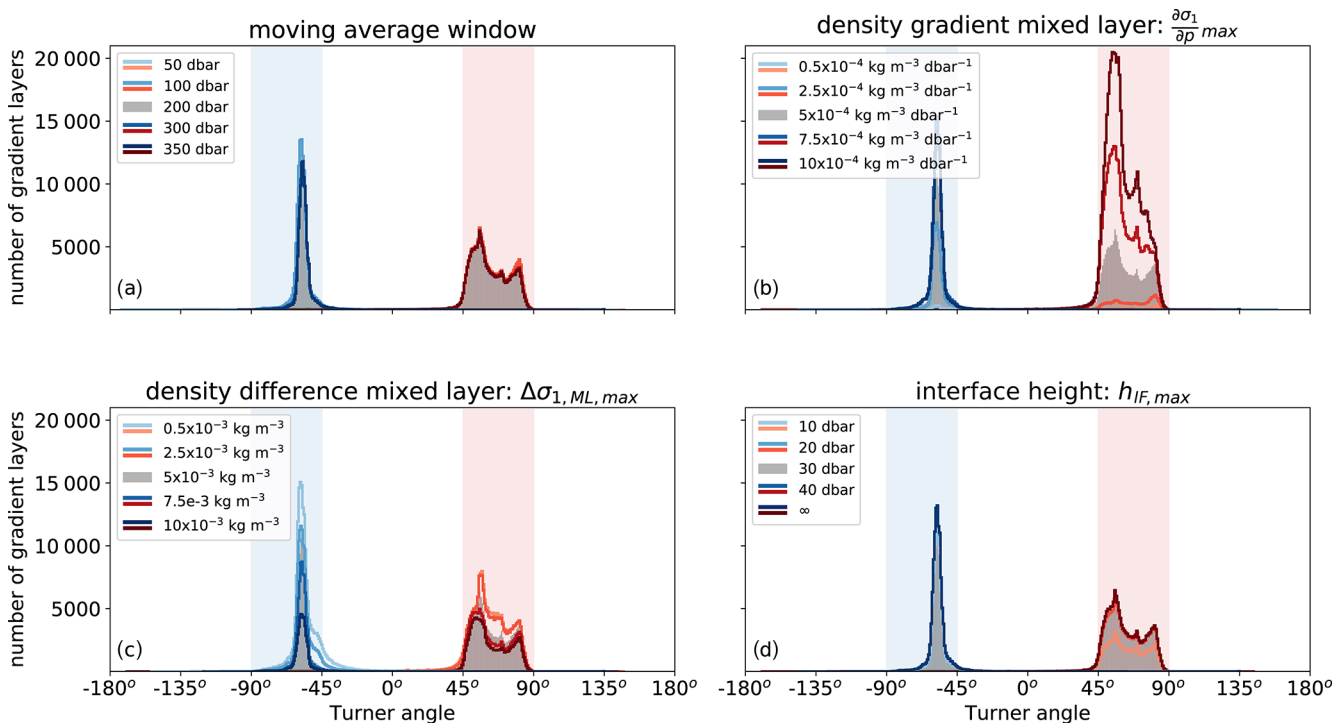 moving average window
number of gradient layers
20 000
15 000
10 000
5000
50 dbar
100 dbar
200 dbar
300 dbar
350 dbar
(a)
density gradient mixed layer: ∂σ₁/∂p max
0.5x10⁻⁴ kg m⁻³ dbar⁻¹
2.5x10⁻⁴ kg m⁻³ dbar⁻¹
5x10⁻⁴ kg m⁻³ dbar⁻¹
7.5x10⁻⁴ kg m⁻³ dbar⁻¹
10x10⁻⁴ kg m⁻³ dbar⁻¹
(b)
density difference mixed layer: Δσ₁,ML,max
number of gradient layers
20 000
15 000
10 000
5000
0.5x10⁻³ kg m⁻³
2.5x10⁻³ kg m⁻³
5x10⁻³ kg m⁻³
7.5e-3 kg m⁻³
10x10⁻³ kg m⁻³
(c)
-180° -135° -90° -45° 0° 45° 90° 135° 180°
Turner angle
interface height: h_IF,max
10 dbar
20 dbar
30 dbar
40 dbar
∞
(d)
-180° -135° -90° -45° 0° 45° 90° 135° 180°
Turner angle